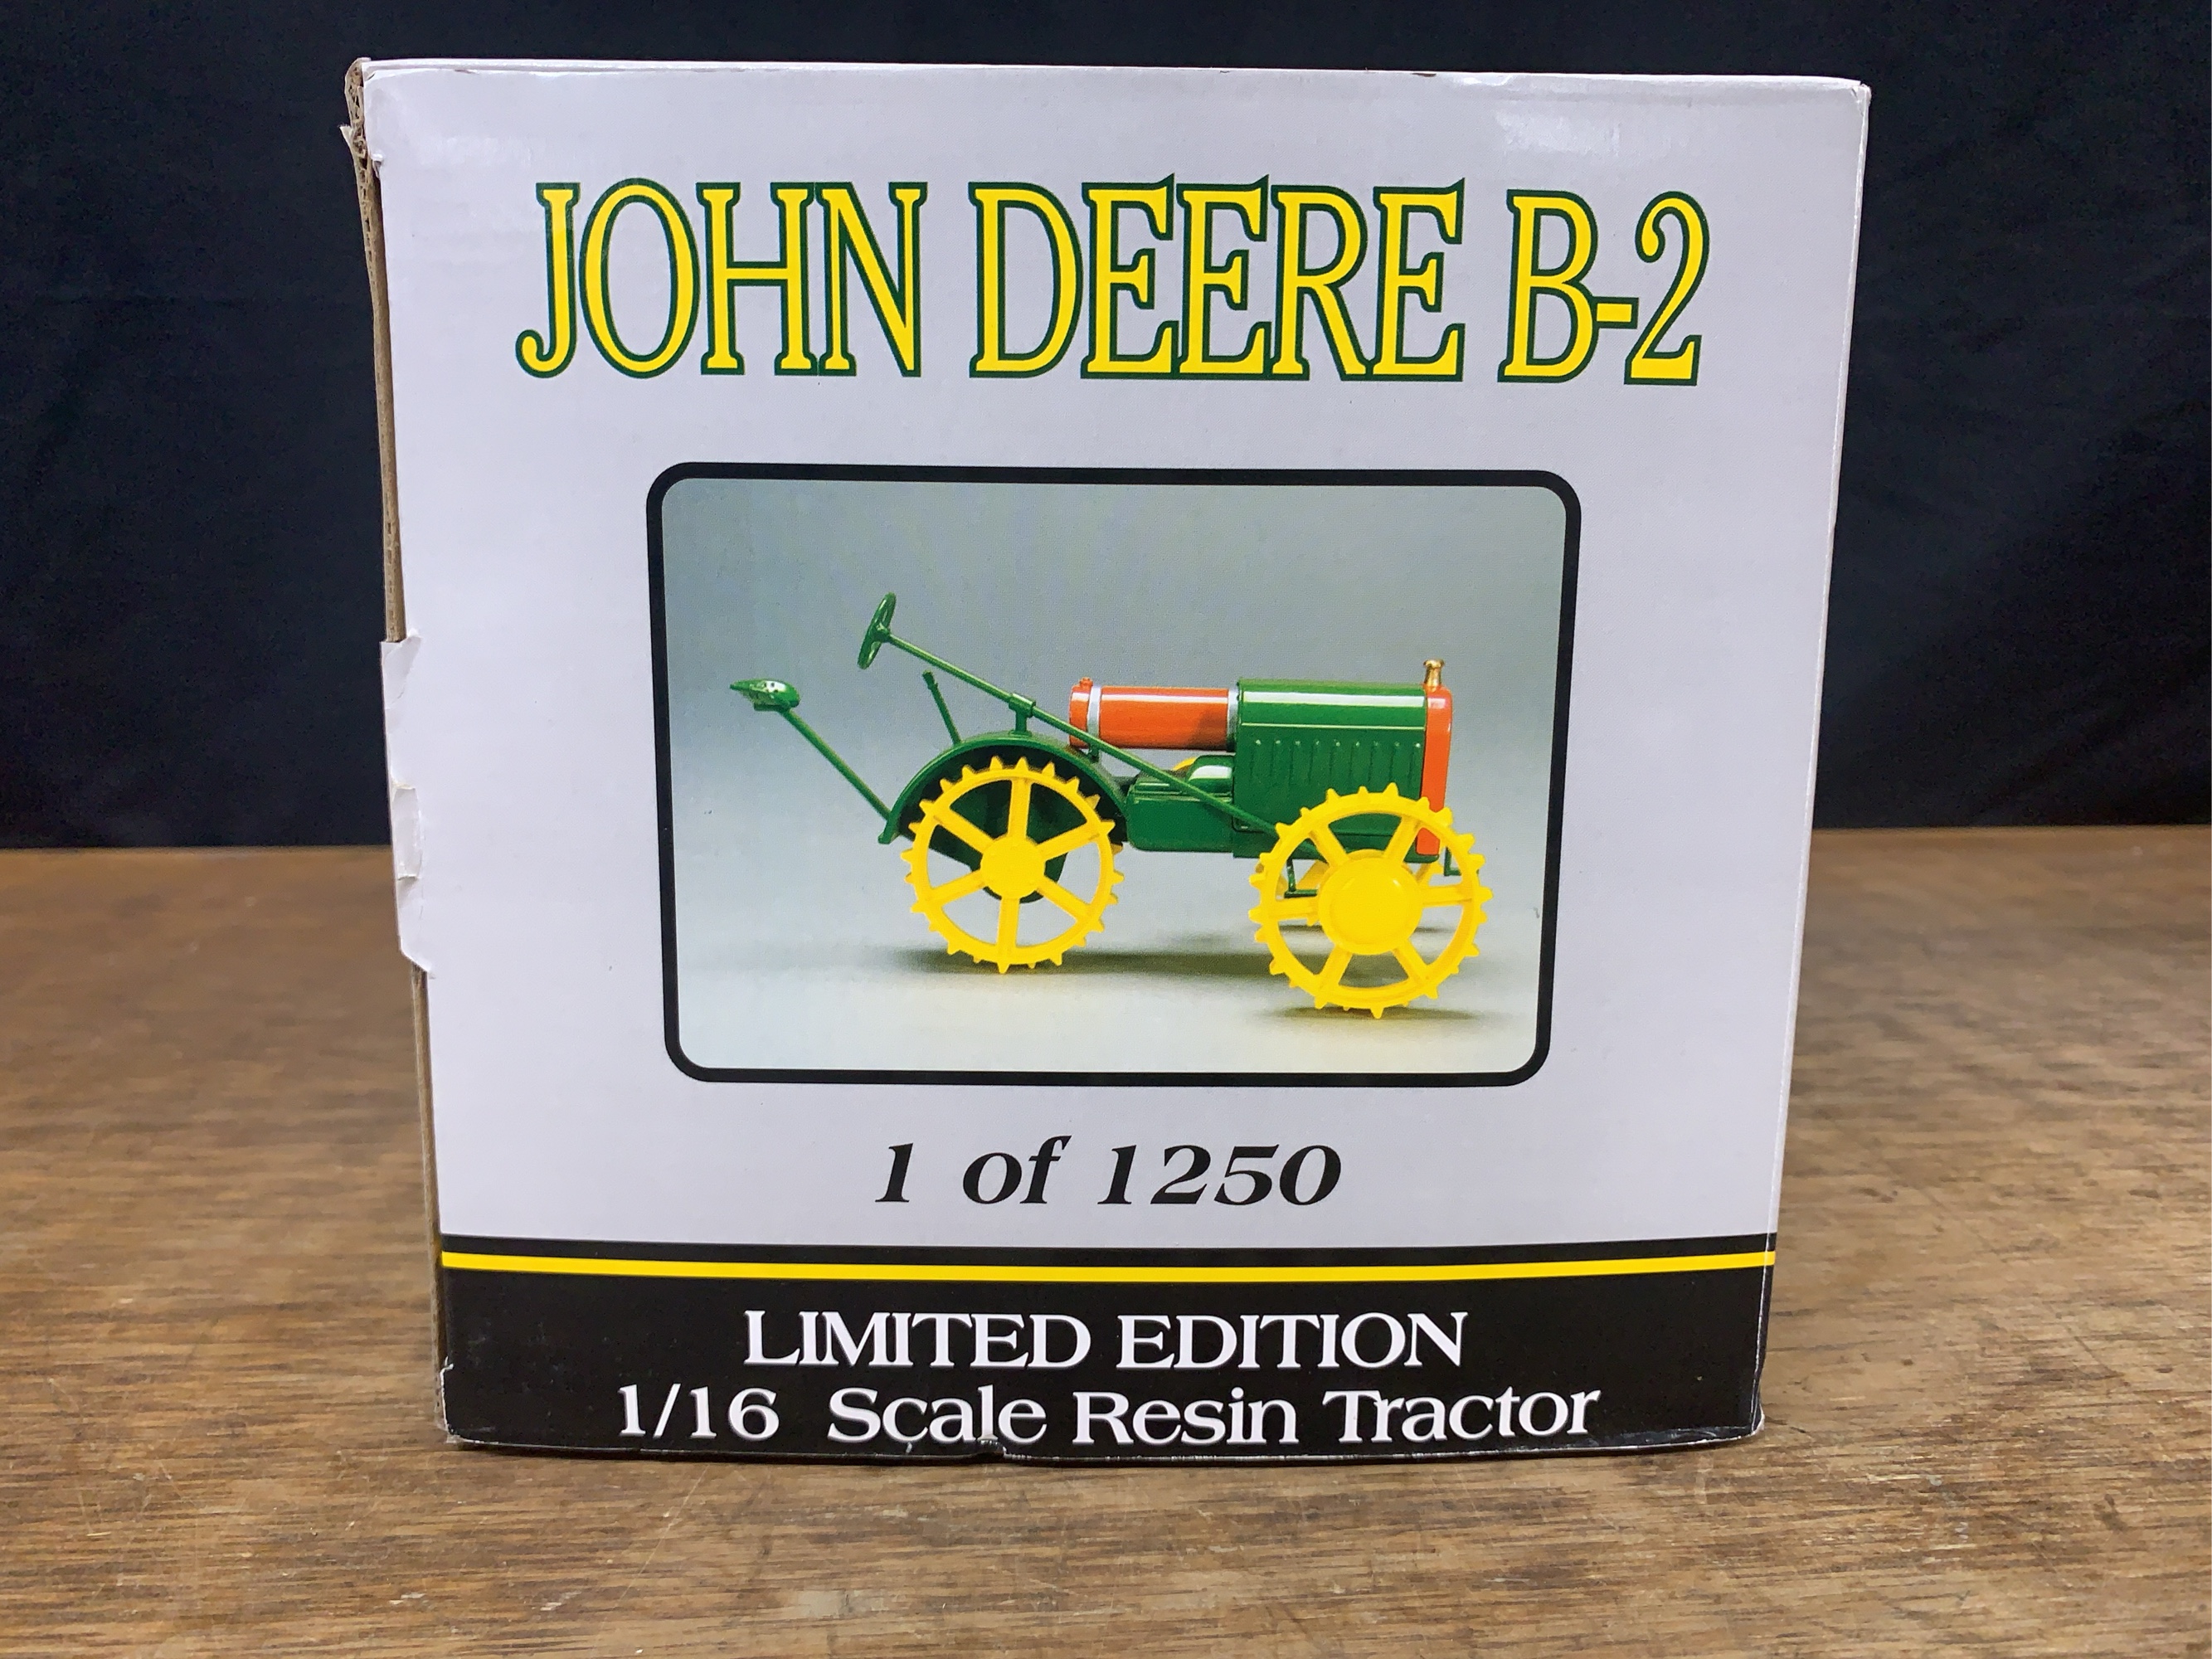 JOHN DEERE B-2
1 of 1250
LIMITED EDITION
1/16 Scale Resin Tractor